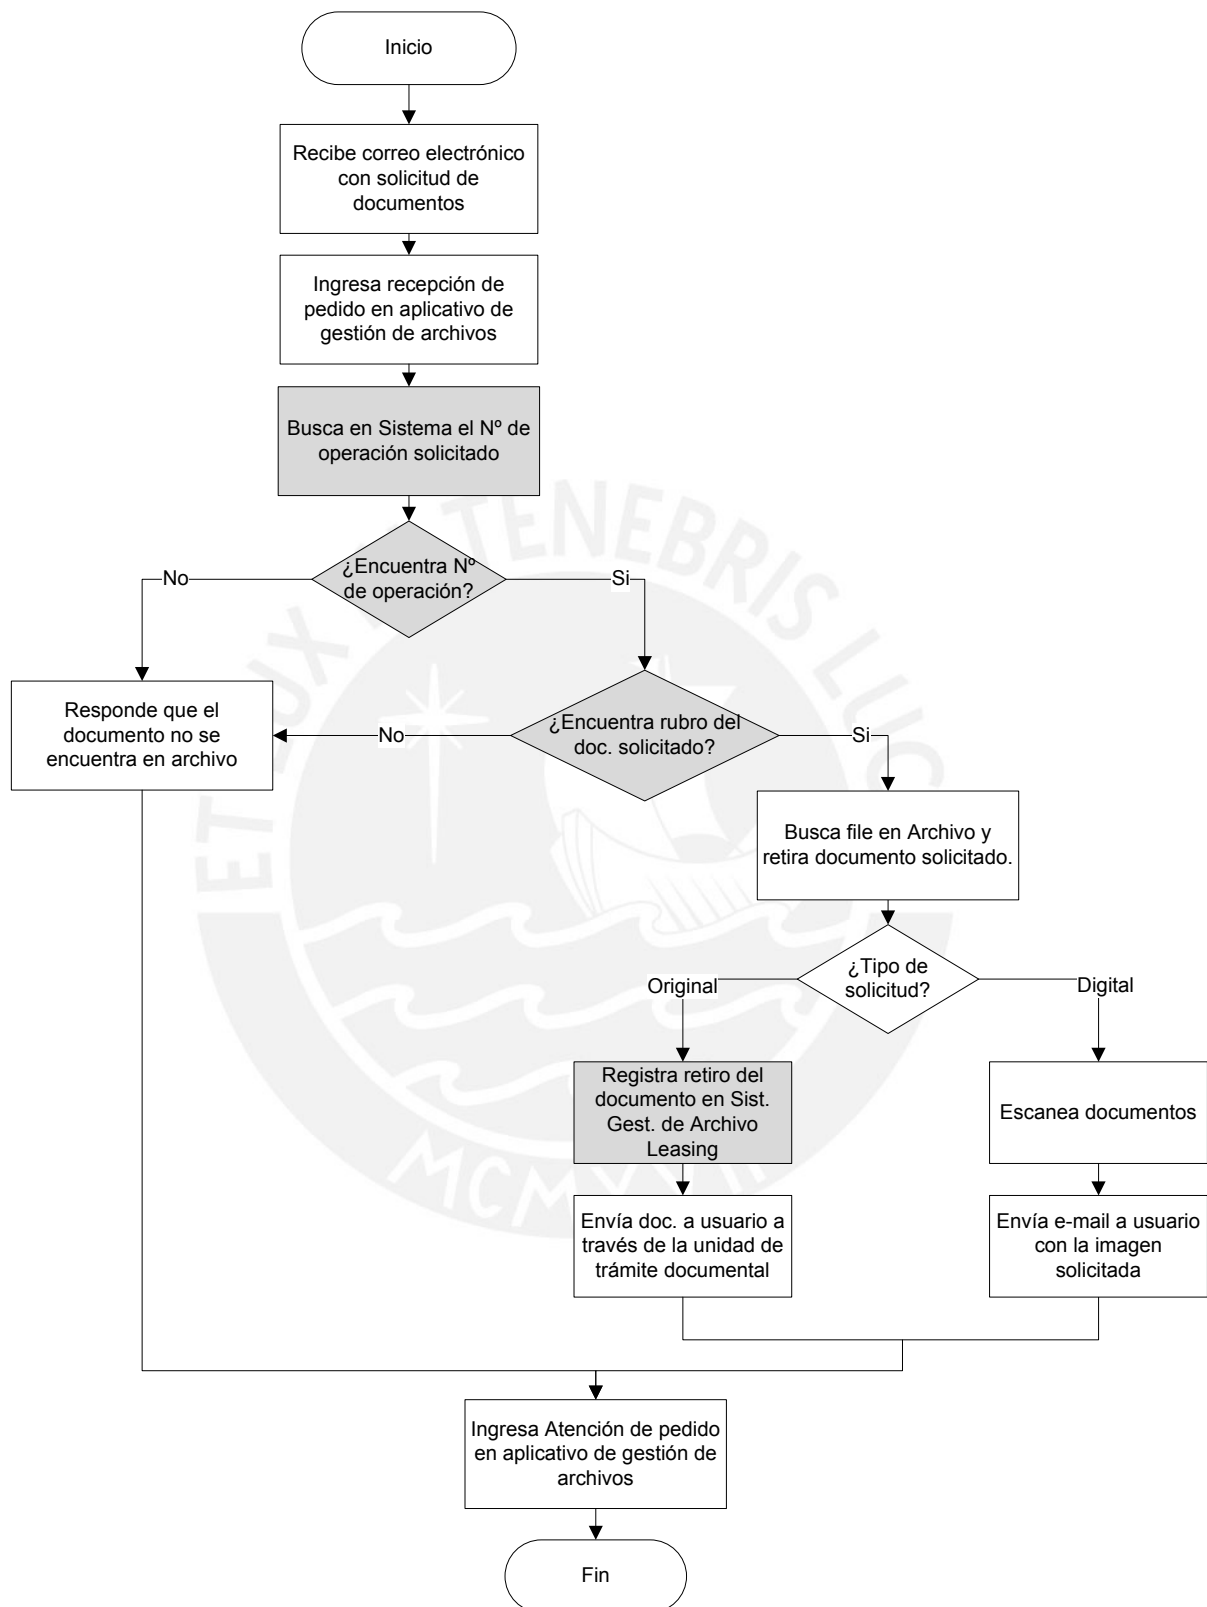 Inicio
Recibe correo electrónico
con solicitud de
documentos
Ingresa recepción de
pedido en aplicativo de
gestión de archivos
Busca en Sistema el Nº de
operación solicitado
¿Encuentra Nº
de operación?
No
Si
Responde que el
documento no se
encuentra en archivo
¿Encuentra rubro del
doc. solicitado?
No
Si
Busca file en Archivo y
retira documento solicitado.
¿Tipo de
solicitud?
Original
Digital
Registra retiro del
documento en Sist.
Gest. de Archivo
Leasing
Escanea documentos
Envía doc. a usuario a
través de la unidad de
trámite documental
Envía e-mail a usuario
con la imagen
solicitada
Ingresa Atención de pedido
en aplicativo de gestión de
archivos
Fin
ET LUX TENEBRIS LUC